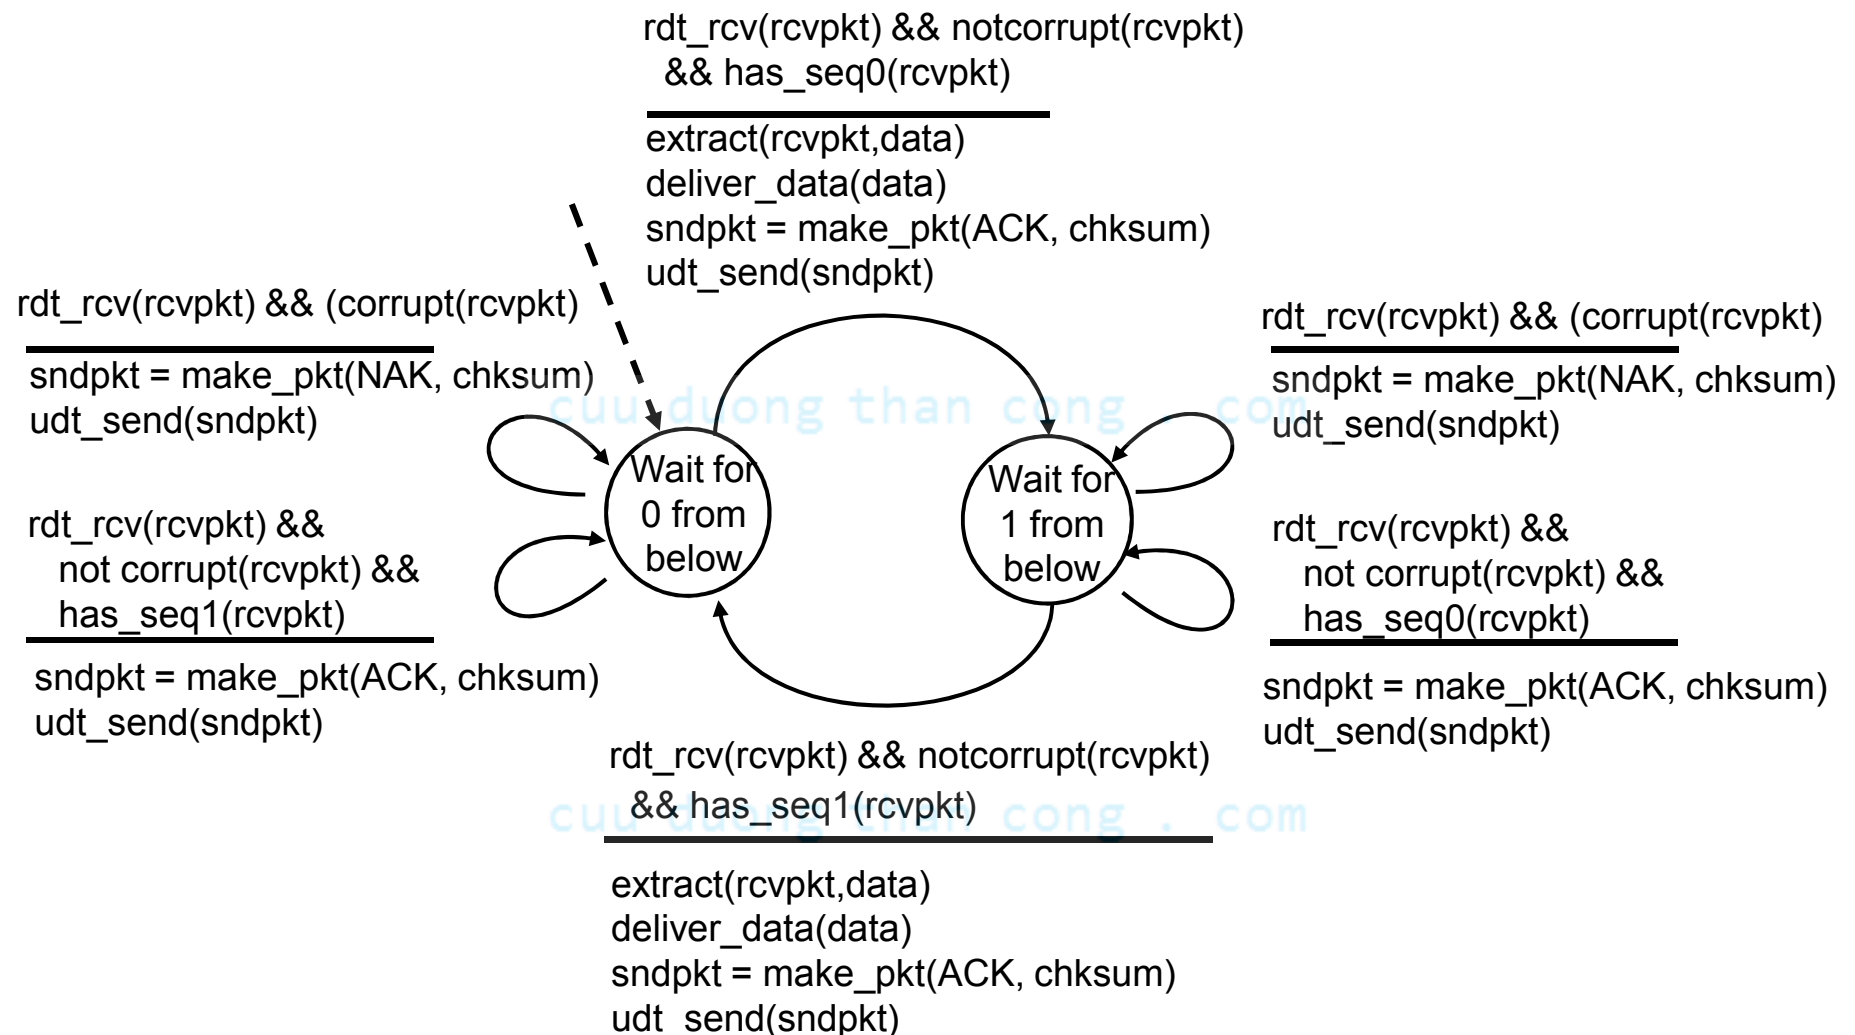 rdt_rcv(rcvpkt) && notcorrupt(rcvpkt)
&& has_seq0(rcvpkt)
extract(rcvpkt,data)
deliver_data(data)
sndpkt = make_pkt(ACK, chksum)
udt_send(sndpkt)
rdt_rcv(rcvpkt) && (corrupt(rcvpkt)
sndpkt = make_pkt(NAK, chksum)
udt_send(sndpkt)
rdt_rcv(rcvpkt) &&
not corrupt(rcvpkt) &&
has_seq1(rcvpkt)
sndpkt = make_pkt(ACK, chksum)
udt_send(sndpkt)
cuu duong than cong . com
Wait for
0 from
below
Wait for
1 from
below
rdt_rcv(rcvpkt) && (corrupt(rcvpkt)
sndpkt = make_pkt(NAK, chksum)
udt_send(sndpkt)
rdt_rcv(rcvpkt) &&
not corrupt(rcvpkt) &&
has_seq0(rcvpkt)
sndpkt = make_pkt(ACK, chksum)
udt_send(sndpkt)
rdt_rcv(rcvpkt) && notcorrupt(rcvpkt)
&& has_seq1(rcvpkt)
cuu duong than cong . com
extract(rcvpkt,data)
deliver_data(data)
sndpkt = make_pkt(ACK, chksum)
udt_send(sndpkt)